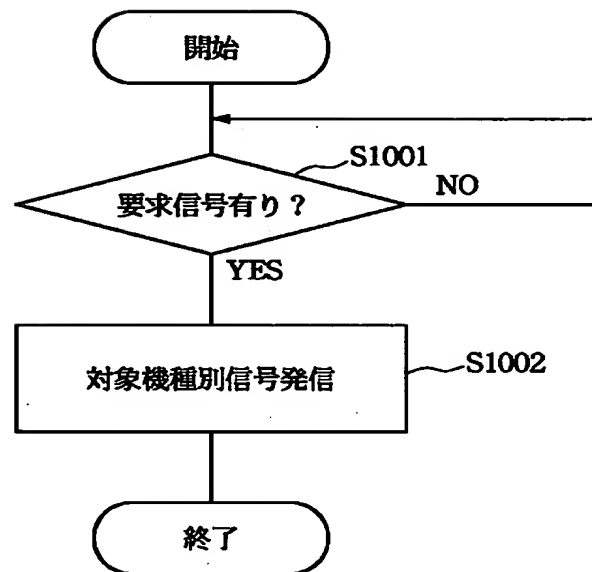 開始
S1001
要求信号有り？
NO
YES
対象機種別信号発信
S1002
終了